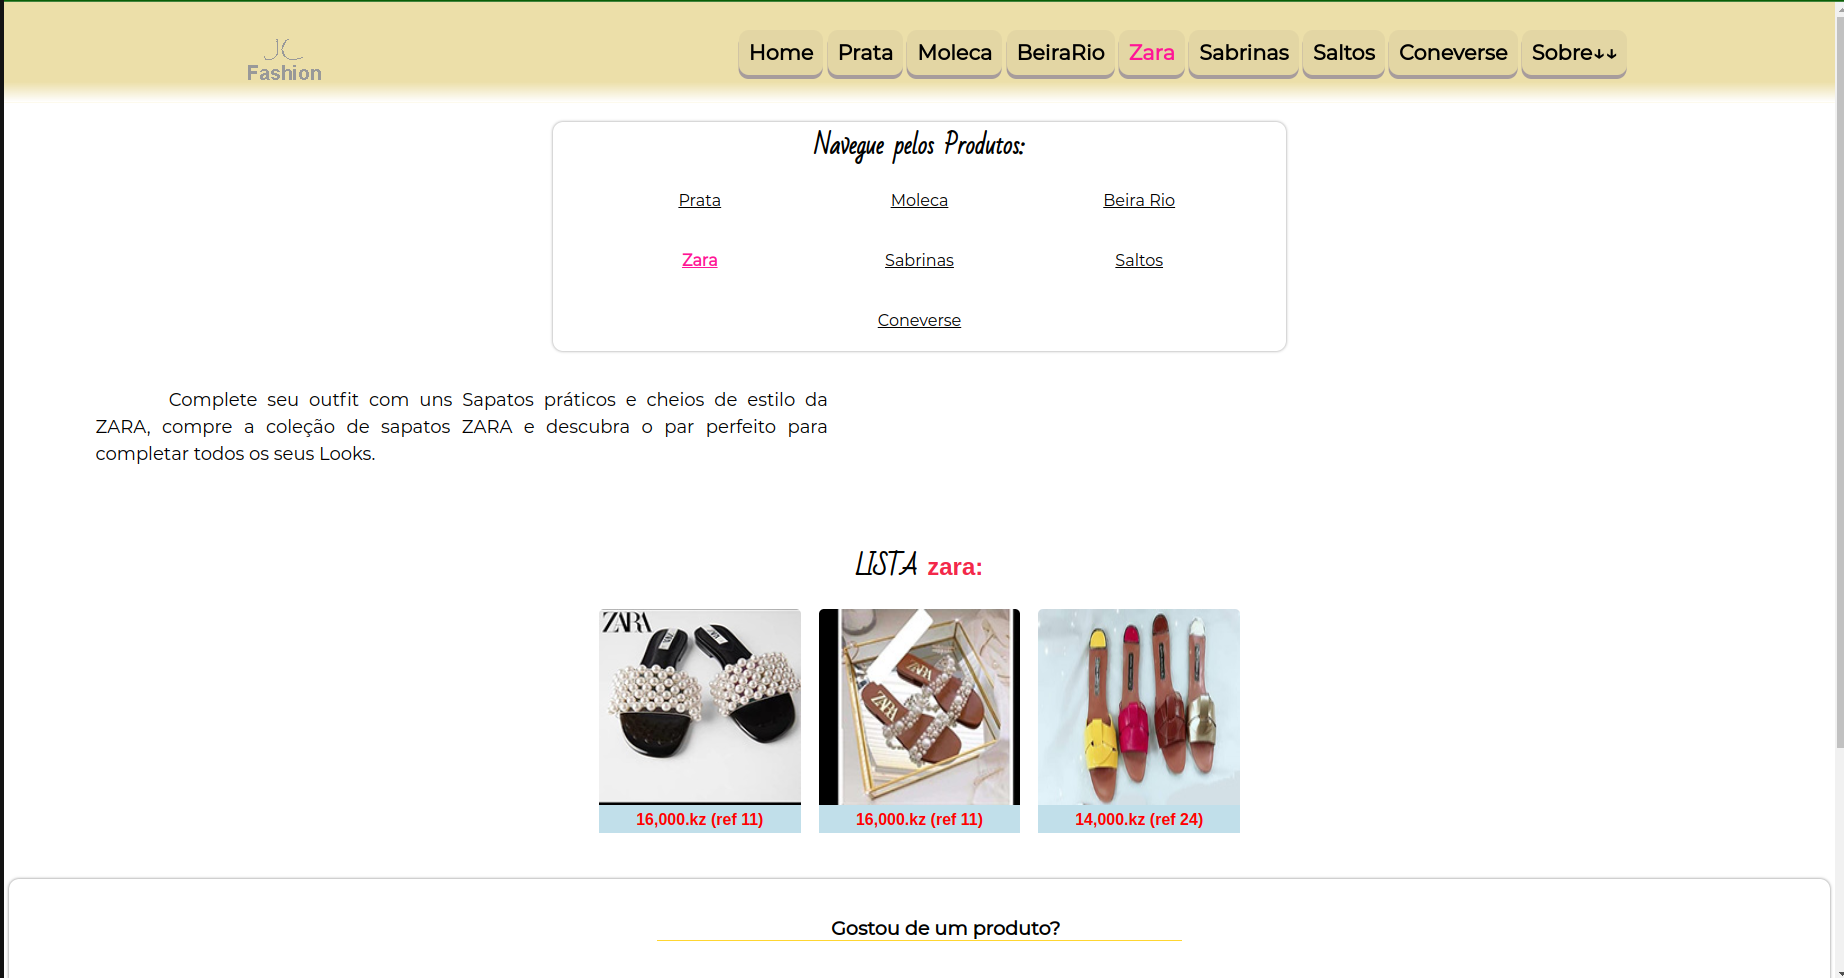 JC
Fashion
Home Prata Moleca BeiraRio Zara Sabrinas Saltos Coneverse Sobre↓↓
Navegue pelos Produtos:
Prata Moleca Beira Rio
Zara Sabrinas Saltos
Coneverse
Complete seu outfit com uns Sapatos práticos e cheios de estilo da
ZARA, compre a coleção de sapatos ZARA e descubra o par perfeito para
completar todos os seus Looks.
LISTA zara:
ZARA
ZARA
ZARA
16,000.kz (ref 11) 16,000.kz (ref 11) 14,000.kz (ref 24)
Gostou de um produto?